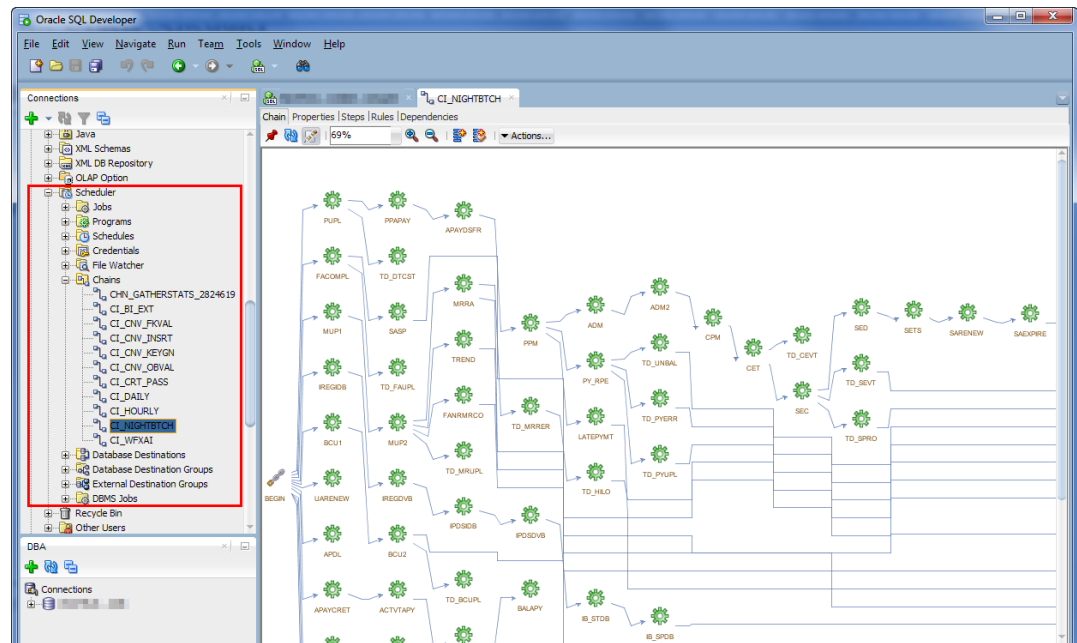 Oracle SQL Developer
File Edit View Navigate Run Team Tools Window Help
Connections
Java
XML Schemas
XML DB Repository
OLAP Option
Scheduler
Jobs
Programs
Schedules
Credentials
File Watcher
Chains
CHN_GATHERSTATS_2824619
CI_BI_EXT
CI_CNV_FKVAL
CI_CNV_INSRT
CI_CNV_KEYGN
CI_CNV_OBVAL
CI_CRT_PASS
CI_DAILY
CI_HOURLY
CI_NIGHTBTCH
CI_WFXAI
Database Destinations
Database Destination Groups
External Destination Groups
DBMS Jobs
Recycle Bin
Other Users
DBA
Connections
CI_NIGHTBTCH
Chain Properties Steps Rules Dependencies
69% Actions...
PUPL PPAPAY APAYDSFR
FACOMPL TD_DTCST
MRRA ADM ADM2
MUP1 SASP PPM CPM SED SETS SARENEW SAEXPIRE
TREND TD_UNBAL CET TD_CEVT
IREGIDB TD_FAUPL PY_RPE TD_SEVT
FANRMRCO TD_MRRER LATEPYMT TD_PYERR SEC
BCU1 MUP2 TD_SPRO
TD_MRUPL TD_HILO TD_PYUPL
BEGIN UARENEW IREGDVB
IPDSIDB IPDSDVB
APDL BCU2
TD_BCUPL BALAPY
APAYCRET ACTVTAPY IB_STDB
IB_SPDB